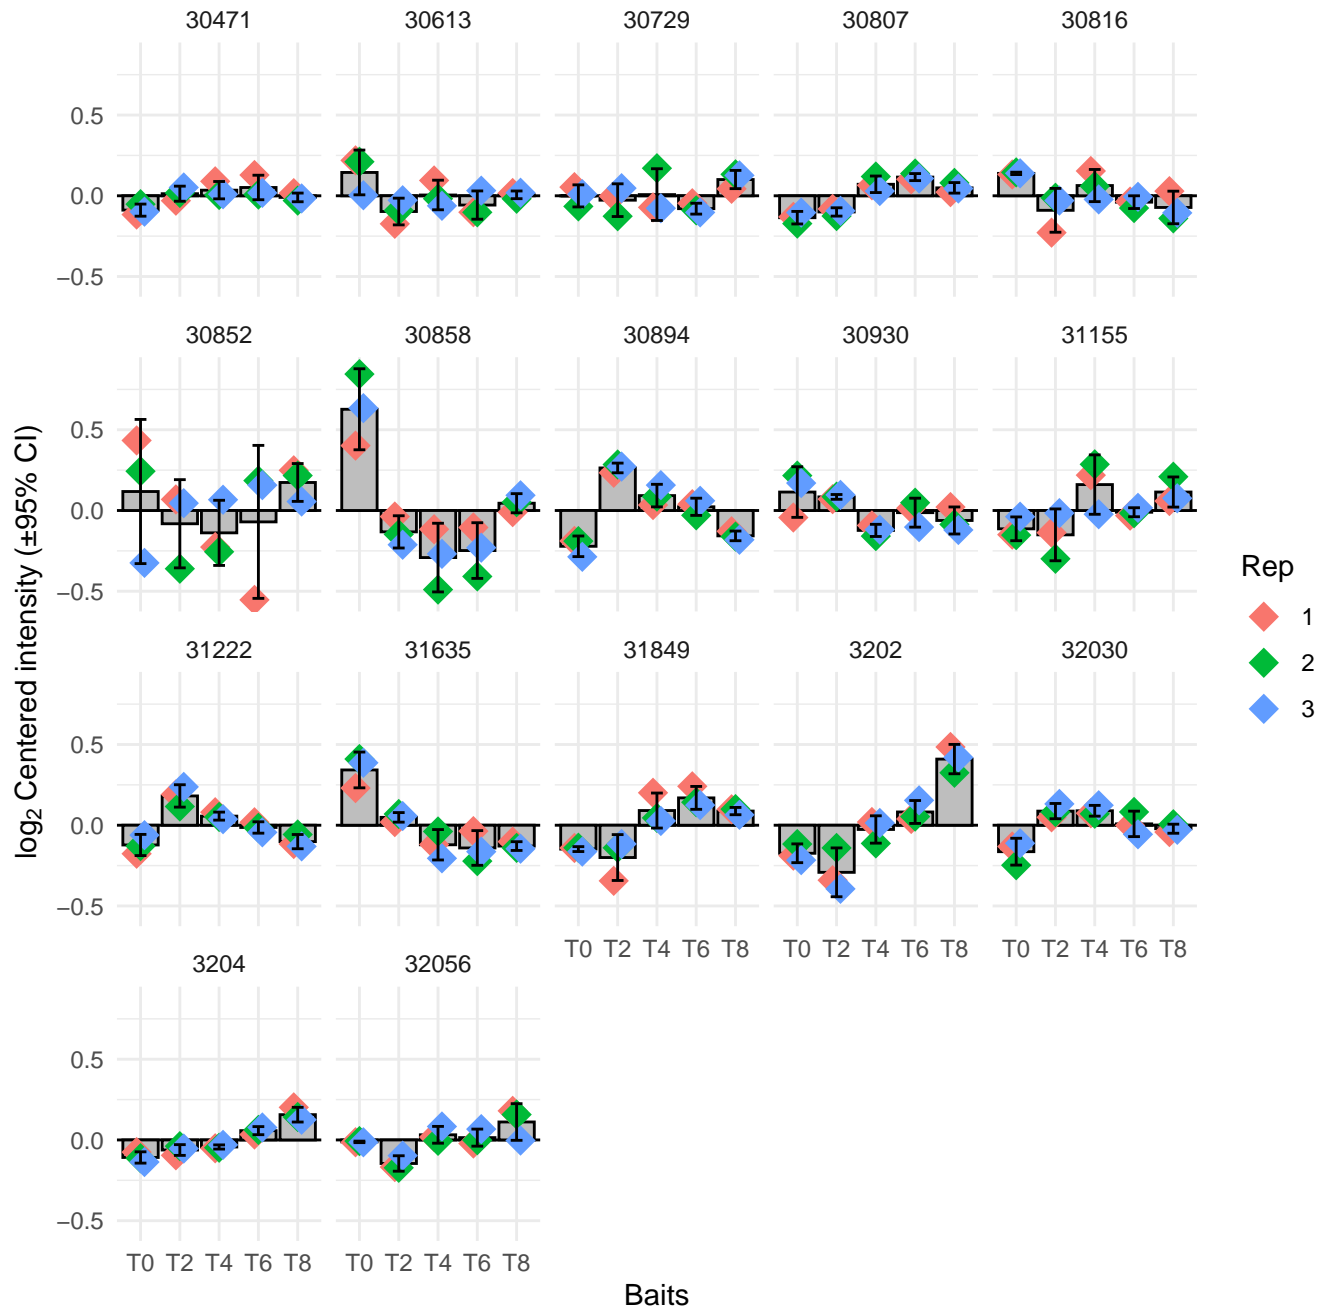 30471 30613 30729 30807 30816
0.5
0.0
−0.5
30852 30858 30894 30930 31155
0.5
0.0
−0.5
31222 31635 31849 3202 32030
0.5
0.0
−0.5
T0 T2 T4 T6 T8 T0 T2 T4 T6 T8 T0 T2 T4 T6 T8
3204 32056
0.5
0.0
−0.5
T0 T2 T4 T6 T8 T0 T2 T4 T6 T8
Baits
log2 Centered intensity (±95% CI)
Rep
1
2
3